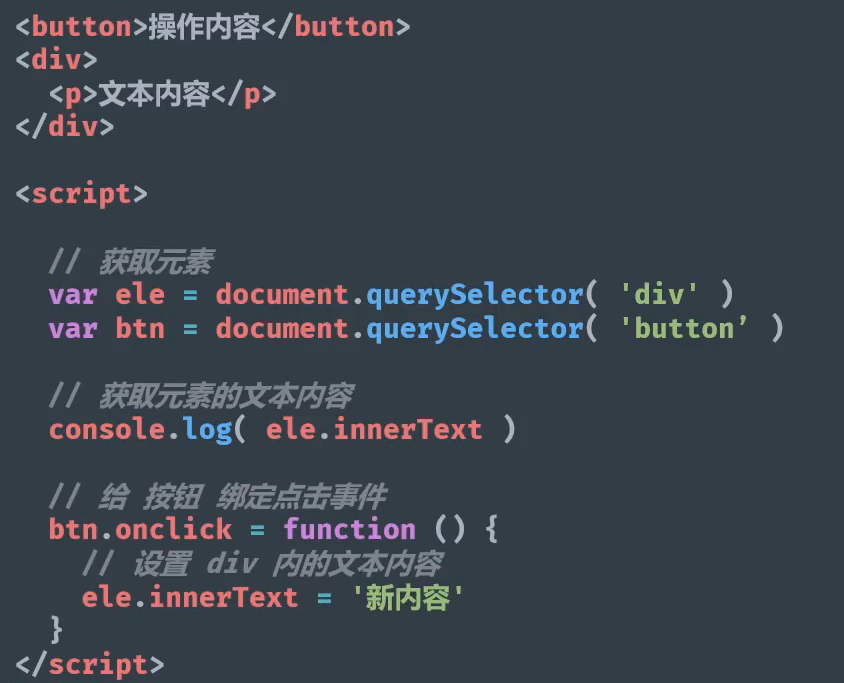 <button>操作内容</button>
<div>
  <p>文本内容</p>
</div>

<script>

  // 获取元素
  var ele = document.querySelector( 'div' )
  var btn = document.querySelector( 'button’ )

  // 获取元素的文本内容
  console.log( ele.innerText )

  // 给 按钮 绑定点击事件
  btn.onclick = function () {
    // 设置 div 内的文本内容
    ele.innerText = '新内容'
  }
</script>